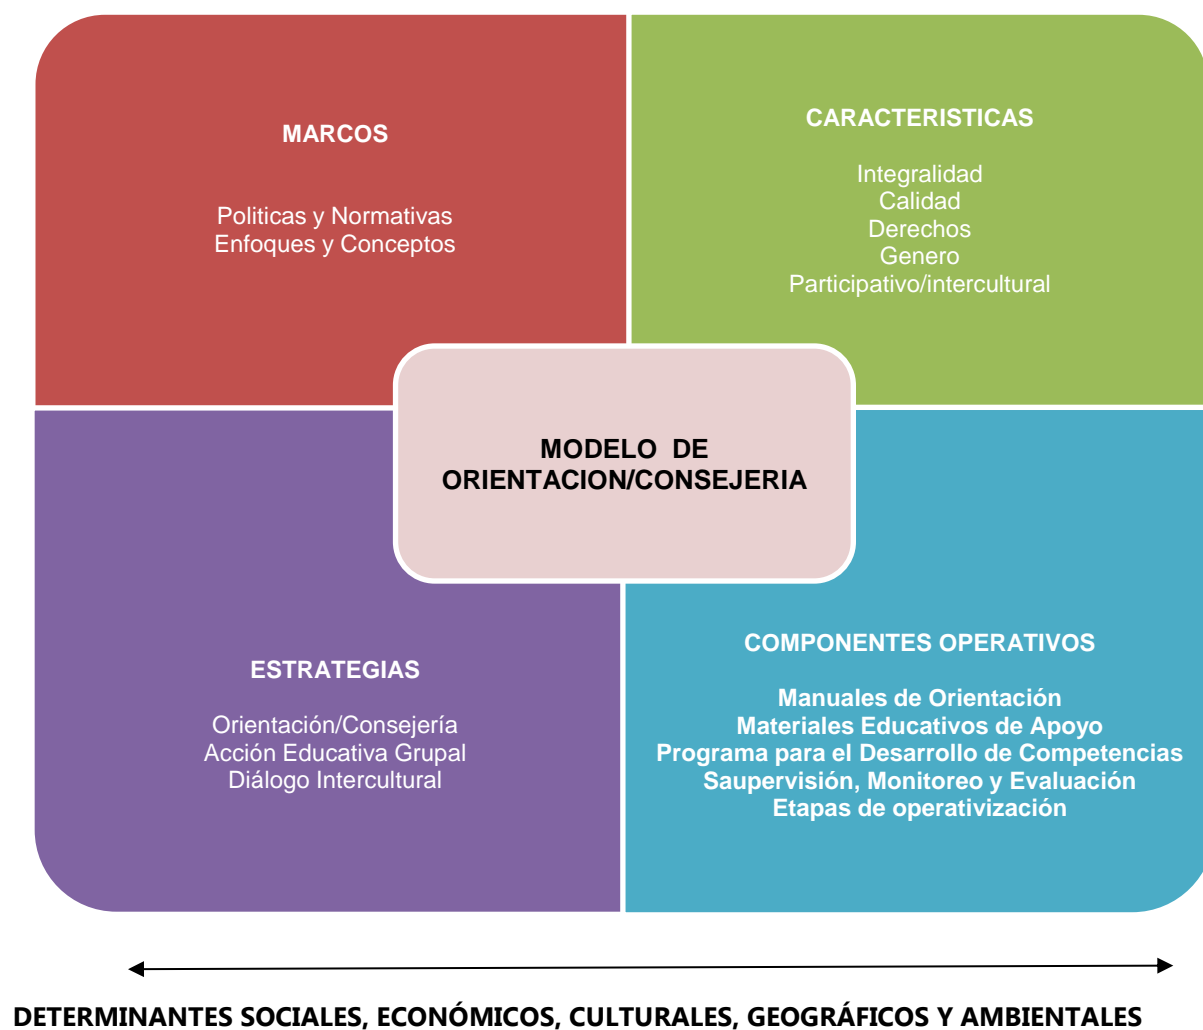 MARCOS
Politicas y Normativas
Enfoques y Conceptos
CARACTERISTICAS
Integralidad
Calidad
Derechos
Genero
Participativo/intercultural
MODELO DE
ORIENTACION/CONSEJERIA
ESTRATEGIAS
Orientación/Consejería
Acción Educativa Grupal
Diálogo Intercultural
COMPONENTES OPERATIVOS
Manuales de Orientación
Materiales Educativos de Apoyo
Programa para el Desarrollo de Competencias
Saupervisión, Monitoreo y Evaluación
Etapas de operativización
DETERMINANTES SOCIALES, ECONÓMICOS, CULTURALES, GEOGRÁFICOS Y AMBIENTALES